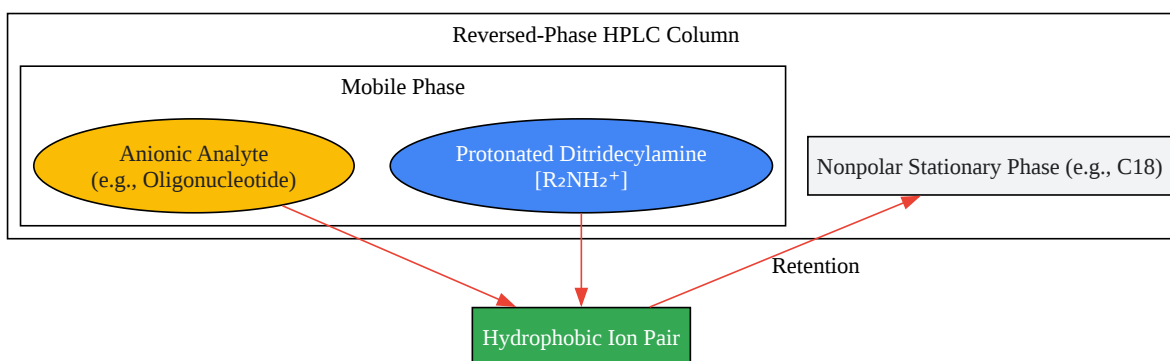 Reversed-Phase HPLC Column
Mobile Phase
Anionic Analyte
(e.g., Oligonucleotide)
Protonated Ditridecylamine
[R₂NH₂⁺]
Nonpolar Stationary Phase (e.g., C18)
Retention
Hydrophobic Ion Pair